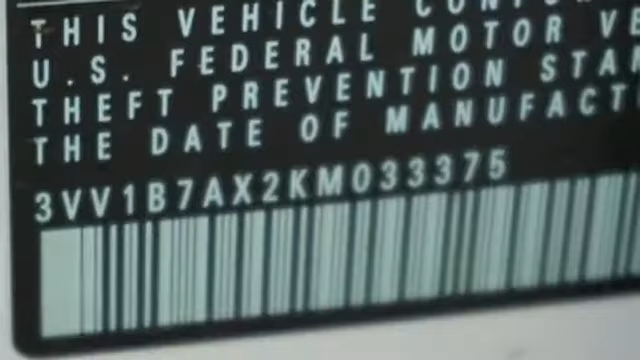 THIS VEHICLE
U.S. FEDERAL MOTOR
THEFT PREVENTION
THE DATE OF
3VV1B7AX2KM033375